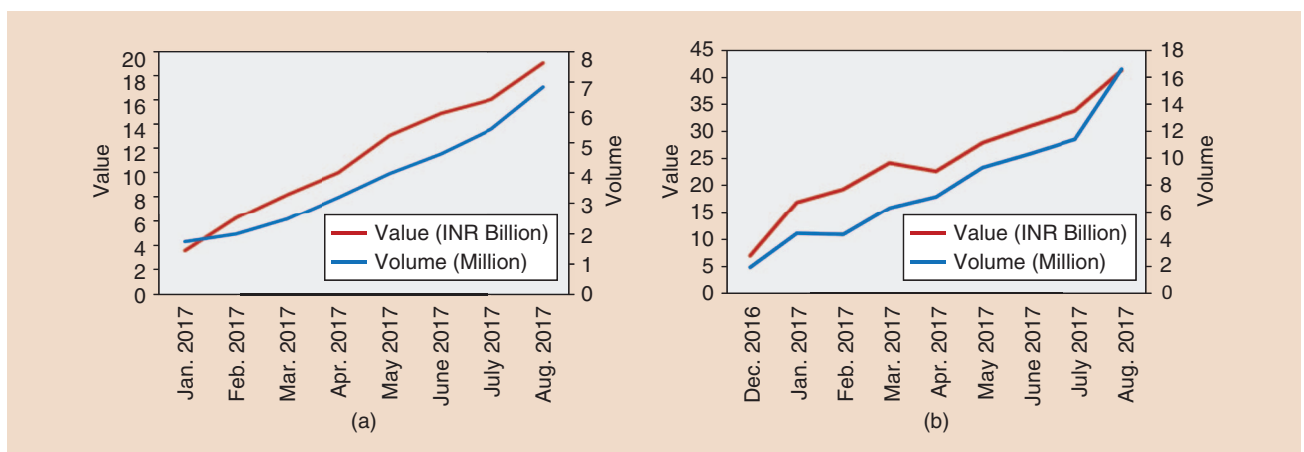 20
18
16
14
12
10
8
6
4
2
0
Value
8
7
6
5
4
3
2
1
0
Volume
Value (INR Billion)
Volume (Million)
Jan. 2017
Feb. 2017
Mar. 2017
Apr. 2017
May 2017
June 2017
July 2017
Aug. 2017
(a)
45
40
35
30
25
20
15
10
5
0
Value
18
16
14
12
10
8
6
4
2
0
Volume
Value (INR Billion)
Volume (Million)
Dec. 2016
Jan. 2017
Feb. 2017
Mar. 2017
Apr. 2017
May 2017
June 2017
July 2017
Aug. 2017
(b)